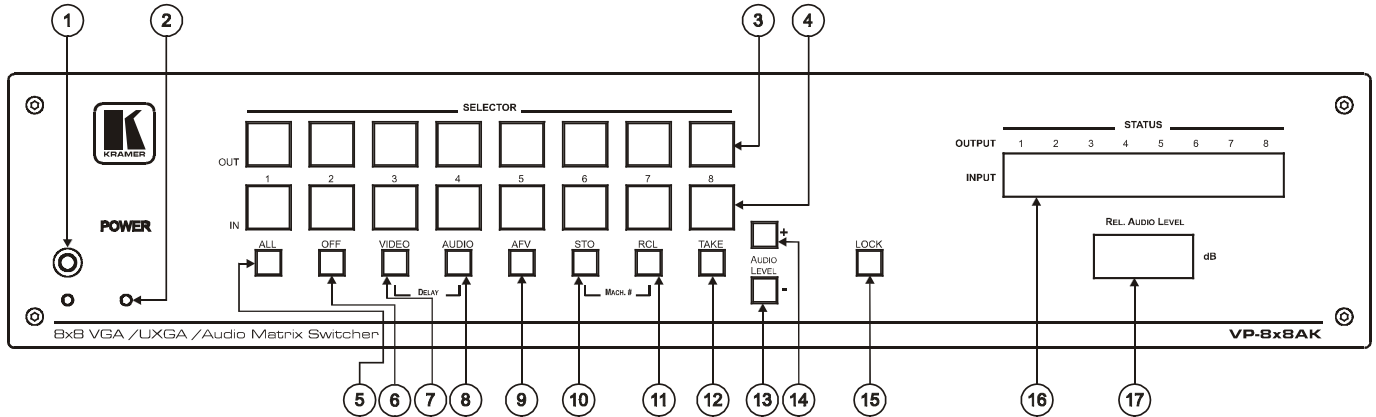 1 2 3 4
SELECTOR
STATUS
OUTPUT 1 2 3 4 5 6 7 8
K
KRAMER
OUT
1 2 3 4 5 6 7 8
INPUT
IN
POWER
REL. AUDIO LEVEL
ALL OFF VIDEO AUDIO AFV STO RCL TAKE + LOCK
AUDIO
LEVEL
dB
DELAY MACH. # -
8x8 VGA /UXGA /Audio Matrix Switcher VP-8x8AK
5 6 7 8 9 10 11 12 13 14 15 16 17